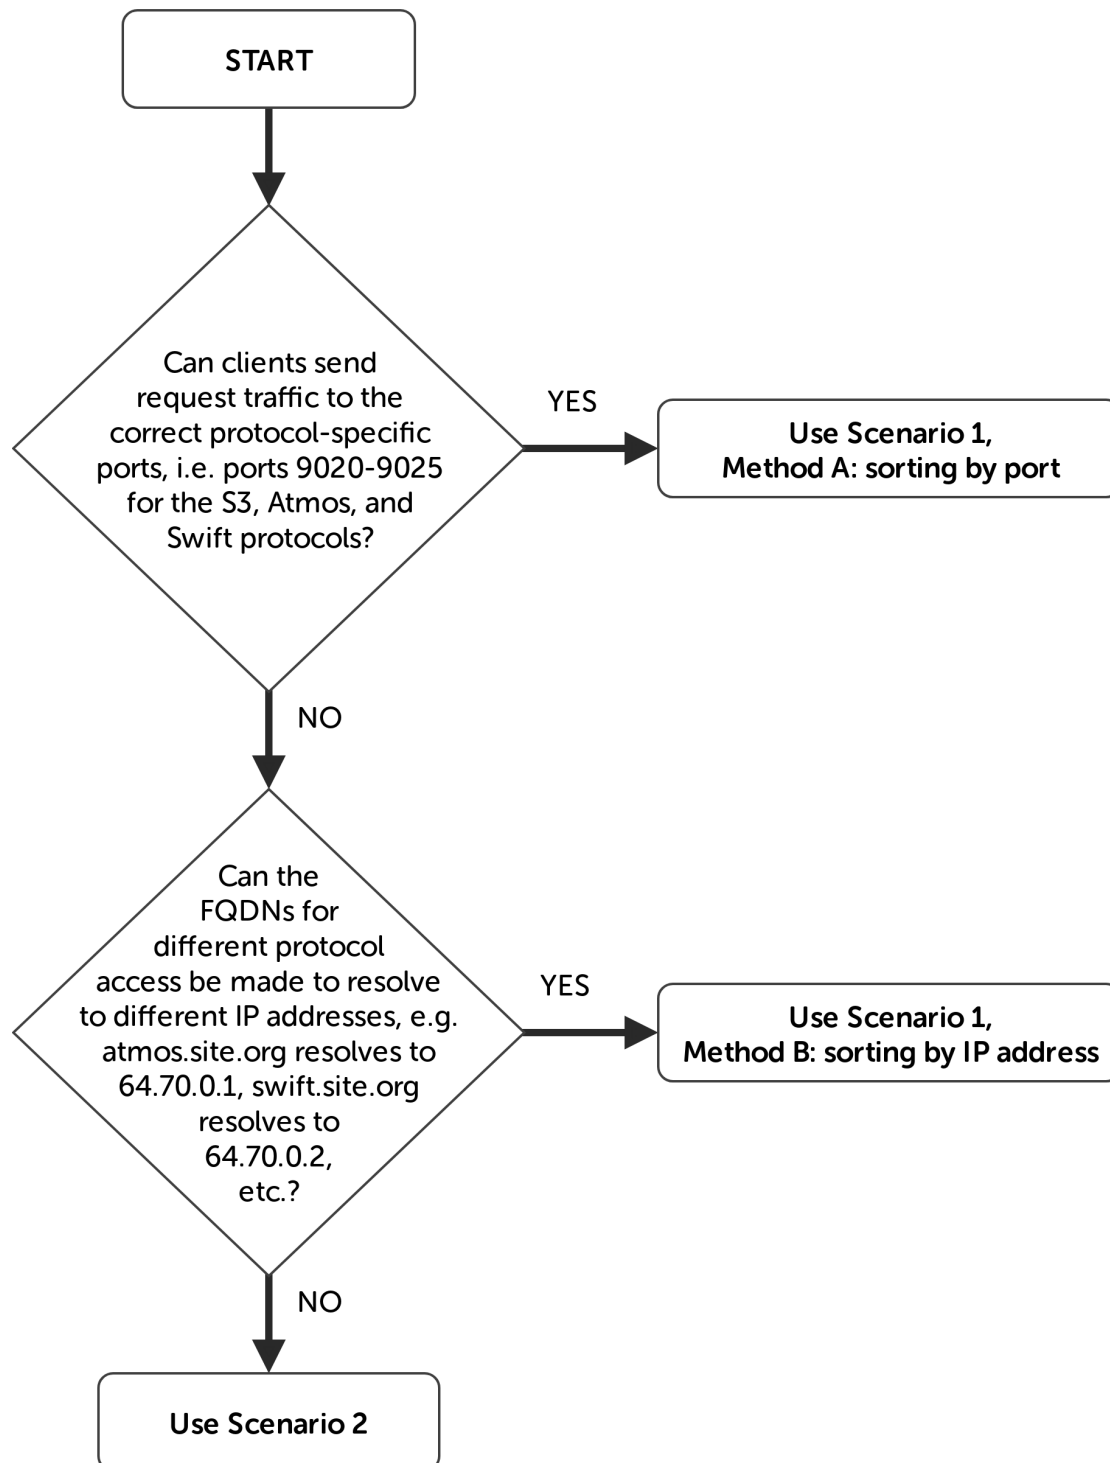 START
Can clients send
request traffic to the
correct protocol-specific
ports, i.e. ports 9020-9025
for the S3, Atmos, and
Swift protocols?
YES
Use Scenario 1,
Method A: sorting by port
NO
Can the
FQDNs for
different protocol
access be made to resolve
to different IP addresses, e.g.
atmos.site.org resolves to
64.70.0.1, swift.site.org
resolves to
64.70.0.2,
etc.?
YES
Use Scenario 1,
Method B: sorting by IP address
NO
Use Scenario 2